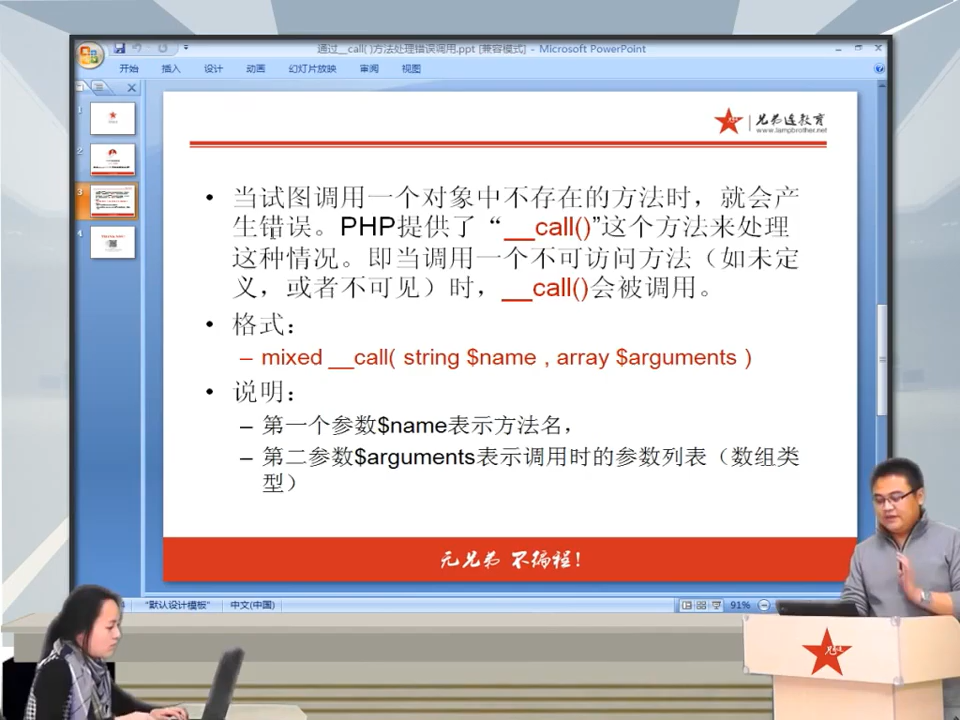 通过__call( )方法处理错误调用.ppt [兼容模式] - Microsoft PowerPoint
开始 插入 设计 动画 幻灯片放映 审阅 视图
兄弟连教育
www.lampbrother.net
1
2
3
4
• 当试图调用一个对象中不存在的方法时，就会产
生错误。PHP提供了“__call()”这个方法来处理
这种情况。即当调用一个不可访问方法（如未定
义，或者不可见）时，__call()会被调用。
• 格式：
– mixed __call( string $name , array $arguments )
• 说明：
– 第一个参数$name表示方法名，
– 第二参数$arguments表示调用时的参数列表（数组类
型）
无兄弟 不编程！
"默认设计模板" 中文(中国) 91%
兄弟连